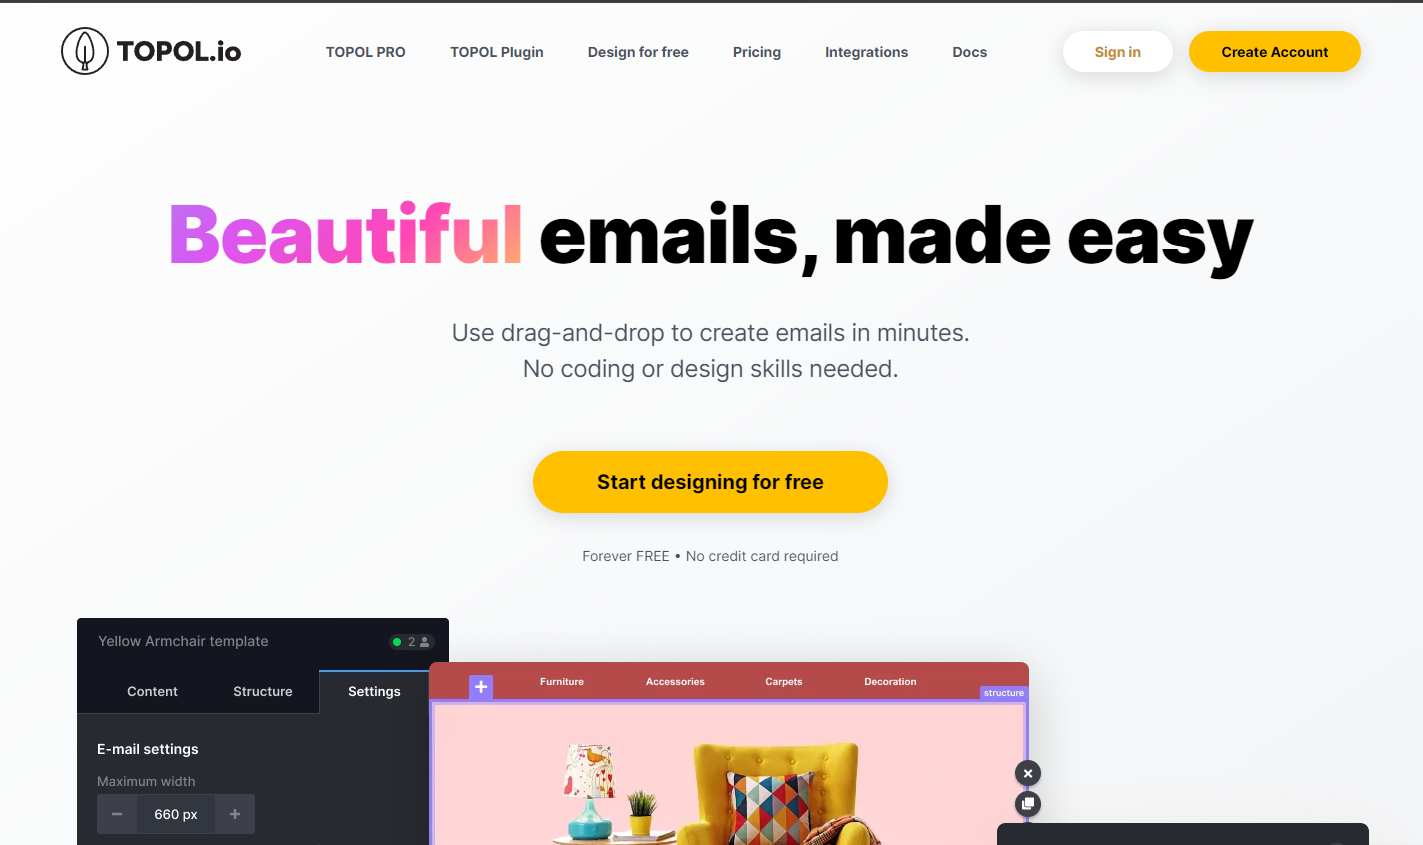 TOPOL.io
TOPOL PRO
TOPOL Plugin
Design for free
Pricing
Integrations
Docs
Sign in
Create Account
Beautiful emails, made easy
Use drag-and-drop to create emails in minutes.
No coding or design skills needed.
Start designing for free
Forever FREE • No credit card required
Yellow Armchair template
2
Content
Structure
Settings
E-mail settings
Maximum width
660 px
Furniture
Accessories
Carpets
Decoration
structure